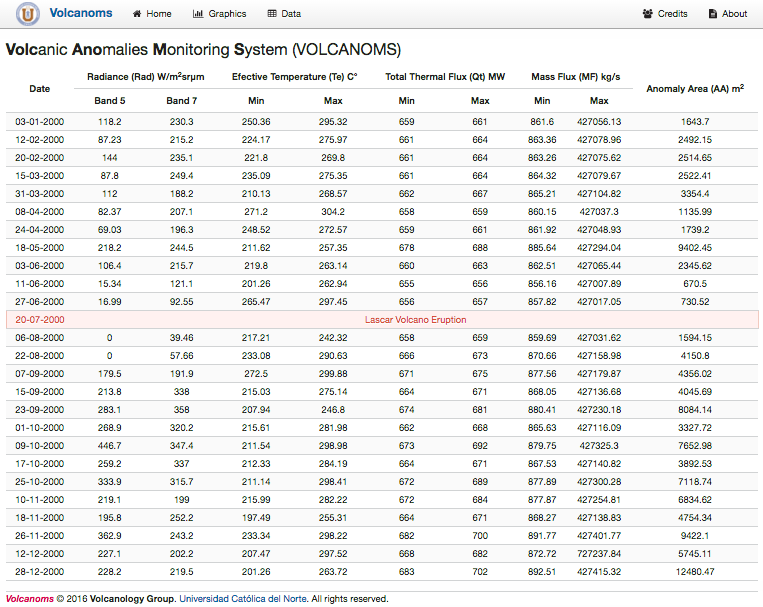 Volcanoms Home Graphics Data Credits About
Volcanic Anomalies Monitoring System (VOLCANOMS)
Date Radiance (Rad) W/m²srμm Efective Temperature (Te) C° Total Thermal Flux (Qt) MW Mass Flux (MF) kg/s Anomaly Area (AA) m²
Band 5 Band 7 Min Max Min Max Min Max
03-01-2000 118.2 230.3 250.36 295.32 659 661 861.6 427056.13 1643.7
12-02-2000 87.23 215.2 224.17 275.97 661 664 863.36 427078.96 2492.15
20-02-2000 144 235.1 221.8 269.8 661 664 863.26 427075.62 2514.65
15-03-2000 87.8 249.4 235.09 275.35 661 664 864.32 427079.67 2522.41
31-03-2000 112 188.2 210.13 268.57 662 667 865.21 427104.82 3354.4
08-04-2000 82.37 207.1 271.2 304.2 658 659 860.15 427037.3 1135.99
24-04-2000 69.03 196.3 248.52 272.57 659 661 861.92 427048.93 1739.2
18-05-2000 218.2 244.5 211.62 257.35 678 688 885.64 427294.04 9402.45
03-06-2000 106.4 215.7 219.8 263.14 660 663 862.51 427065.44 2345.62
11-06-2000 15.34 121.1 201.26 262.94 655 656 856.16 427007.89 670.5
27-06-2000 16.99 92.55 265.47 297.45 656 657 857.82 427017.05 730.52
20-07-2000 Lascar Volcano Eruption
06-08-2000 0 39.46 217.21 242.32 658 659 859.69 427031.62 1594.15
22-08-2000 0 57.66 233.08 290.63 666 673 870.66 427158.98 4150.8
07-09-2000 179.5 191.9 272.5 299.88 671 675 877.56 427179.87 4356.02
15-09-2000 213.8 338 215.03 275.14 664 671 868.05 427136.68 4045.69
23-09-2000 283.1 358 207.94 246.8 674 681 880.41 427230.18 8084.14
01-10-2000 268.9 320.2 215.61 281.98 662 668 865.63 427116.09 3327.72
09-10-2000 446.7 347.4 211.54 298.98 673 692 879.75 427325.3 7652.98
17-10-2000 259.2 337 212.33 284.19 664 671 867.53 427140.82 3892.53
25-10-2000 333.9 315.7 211.14 298.41 672 689 877.89 427300.28 7118.74
10-11-2000 219.1 199 215.99 282.22 672 684 877.87 427254.81 6834.62
18-11-2000 195.8 252.2 197.49 255.31 664 671 868.27 427138.83 4754.34
26-11-2000 362.9 243.2 233.34 298.22 682 700 891.77 427401.77 9422.1
12-12-2000 227.1 202.2 207.47 297.52 668 682 872.72 727237.84 5745.11
28-12-2000 228.2 219.5 201.26 263.72 683 702 892.51 427415.32 12480.47
Volcanoms © 2016 Volcanology Group. Universidad Católica del Norte. All rights reserved.